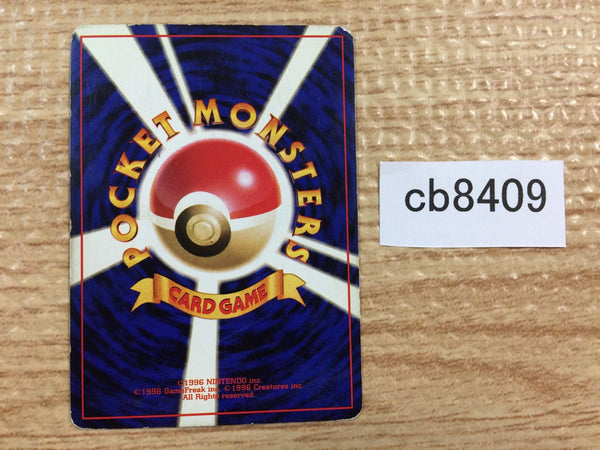 POCKET MONSTERS
CARD GAME
©1996 NINTENDO inc.
©1996 GameFreak inc. ©1996 Creatures inc.
All Rights reserved.
cb8409